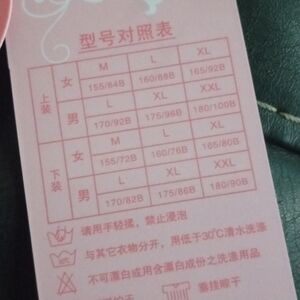 型号对照表
上装 女 M L XL
155/84B 160/88B 165/92B
男 L XL XXL
170/92B 175/96B 180/100B
下装 女 M L XL
155/72B 160/76B 165/80B
男 L XL XXL
170/82B 175/86B 180/90B
请用手轻揉，禁止浸泡
与其它衣物分开，用低于30℃清水洗涤
不可漂白或用含漂白成份之洗涤用品
悬挂晾干